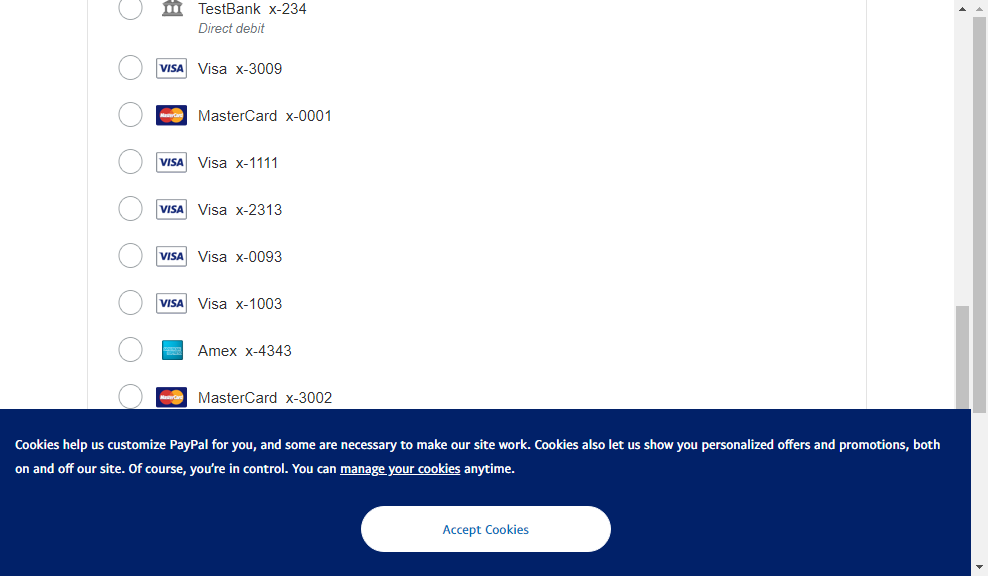 TestBank x-234
Direct debit
VISA Visa x-3009
MasterCard MasterCard x-0001
VISA Visa x-1111
VISA Visa x-2313
VISA Visa x-0093
VISA Visa x-1003
Amex x-4343
MasterCard MasterCard x-3002
Cookies help us customize PayPal for you, and some are necessary to make our site work. Cookies also let us show you personalized offers and promotions, both
on and off our site. Of course, you’re in control. You can manage your cookies anytime.
Accept Cookies